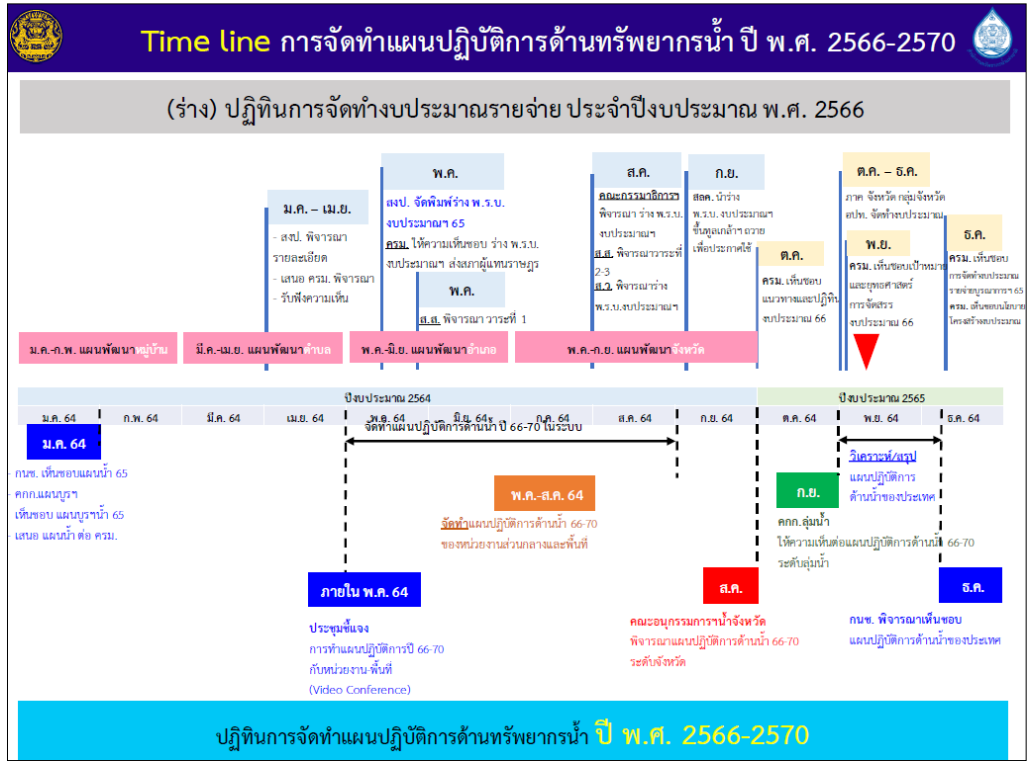 Time line การจัดทำแผนปฏิบัติการด้านทรัพยากรน้ำ ปี พ.ศ. 2566-2570
(ร่าง) ปฏิทินการจัดทำงบประมาณรายจ่าย ประจำปีงบประมาณ พ.ศ. 2566
ม.ค. – เม.ย.
- สงป. พิจารณา
รายละเอียด
- เสนอ ครม. พิจารณา
- รับฟังความเห็น
พ.ค.
สงป. จัดพิมพ์ร่าง พ.ร.บ.
งบประมาณฯ 65
ครม. ให้ความเห็นชอบ ร่าง พ.ร.บ.
งบประมาณฯ ส่งสภาผู้แทนราษฎร
พ.ค.
ส.ส. พิจารณา วาระที่ 1
ส.ค.
คณะกรรมาธิการฯ
พิจารณา ร่าง พ.ร.บ.
งบประมาณฯ
ส.ส. พิจารณาวาระที่
2-3
ส.ว. พิจารณาร่าง
พ.ร.บ.งบประมาณฯ
ก.ย.
สลค. นำร่าง
พ.ร.บ. งบประมาณฯ
ขึ้นทูลเกล้าฯ ถวาย
เพื่อประกาศใช้
ต.ค.
ครม. เห็นชอบ
แนวทางและปฏิทิน
งบประมาณ 66
ต.ค. – ธ.ค.
ภาค จังหวัด กลุ่มจังหวัด
อปท. จัดทำงบประมาณ
พ.ย.
ครม. เห็นชอบเป้าหมาย
และยุทธศาสตร์
การจัดสรร
งบประมาณ 66
ธ.ค.
ครม. เห็นชอบ
การจัดทำงบประมาณ
รายจ่ายบูรณาการฯ 65
ครม. เห็นชอบนโยบาย
โครงสร้างงบประมาณ
ม.ค.-ก.พ. แผนพัฒนาหมู่บ้าน
มี.ค.-เม.ย. แผนพัฒนาตำบล
พ.ค.-มิ.ย. แผนพัฒนาอำเภอ
พ.ค.-ก.ย. แผนพัฒนาจังหวัด
ปีงบประมาณ 2564
ปีงบประมาณ 2565
ม.ค. 64 ก.พ. 64 มี.ค. 64 เม.ย. 64 พ.ค. 64 มิ.ย. 64 ก.ค. 64 ส.ค. 64 ก.ย. 64 ต.ค. 64 พ.ย. 64 ธ.ค. 64
จัดทำแผนปฏิบัติการด้านน้ำ ปี 66-70 ในระบบ
ม.ค. 64
- กนช. เห็นชอบแผนน้ำ 65
- คกก.แผนบูรฯ
เห็นชอบ แผนบูรฯน้ำ 65
- เสนอ แผนน้ำ ต่อ ครม.
พ.ค.-ส.ค. 64
จัดทำแผนปฏิบัติการด้านน้ำ 66-70
ของหน่วยงานส่วนกลางและพื้นที่
วิเคราะห์/สรุป
แผนปฏิบัติการ
ด้านน้ำของประเทศ
ก.ย.
คกก.ลุ่มน้ำ
ให้ความเห็นต่อแผนปฏิบัติการด้านน้ำ 66-70
ระดับลุ่มน้ำ
ภายใน พ.ค. 64
ประชุมชี้แจง
การทำแผนปฏิบัติการปี 66-70
กับหน่วยงาน-พื้นที่
(Video Conference)
ส.ค.
คณะอนุกรรมการฯน้ำจังหวัด
พิจารณาแผนปฏิบัติการด้านน้ำ 66-70
ระดับจังหวัด
ธ.ค.
กนช. พิจารณาเห็นชอบ
แผนปฏิบัติการด้านน้ำของประเทศ
ปฏิทินการจัดทำแผนปฏิบัติการด้านทรัพยากรน้ำ ปี พ.ศ. 2566-2570